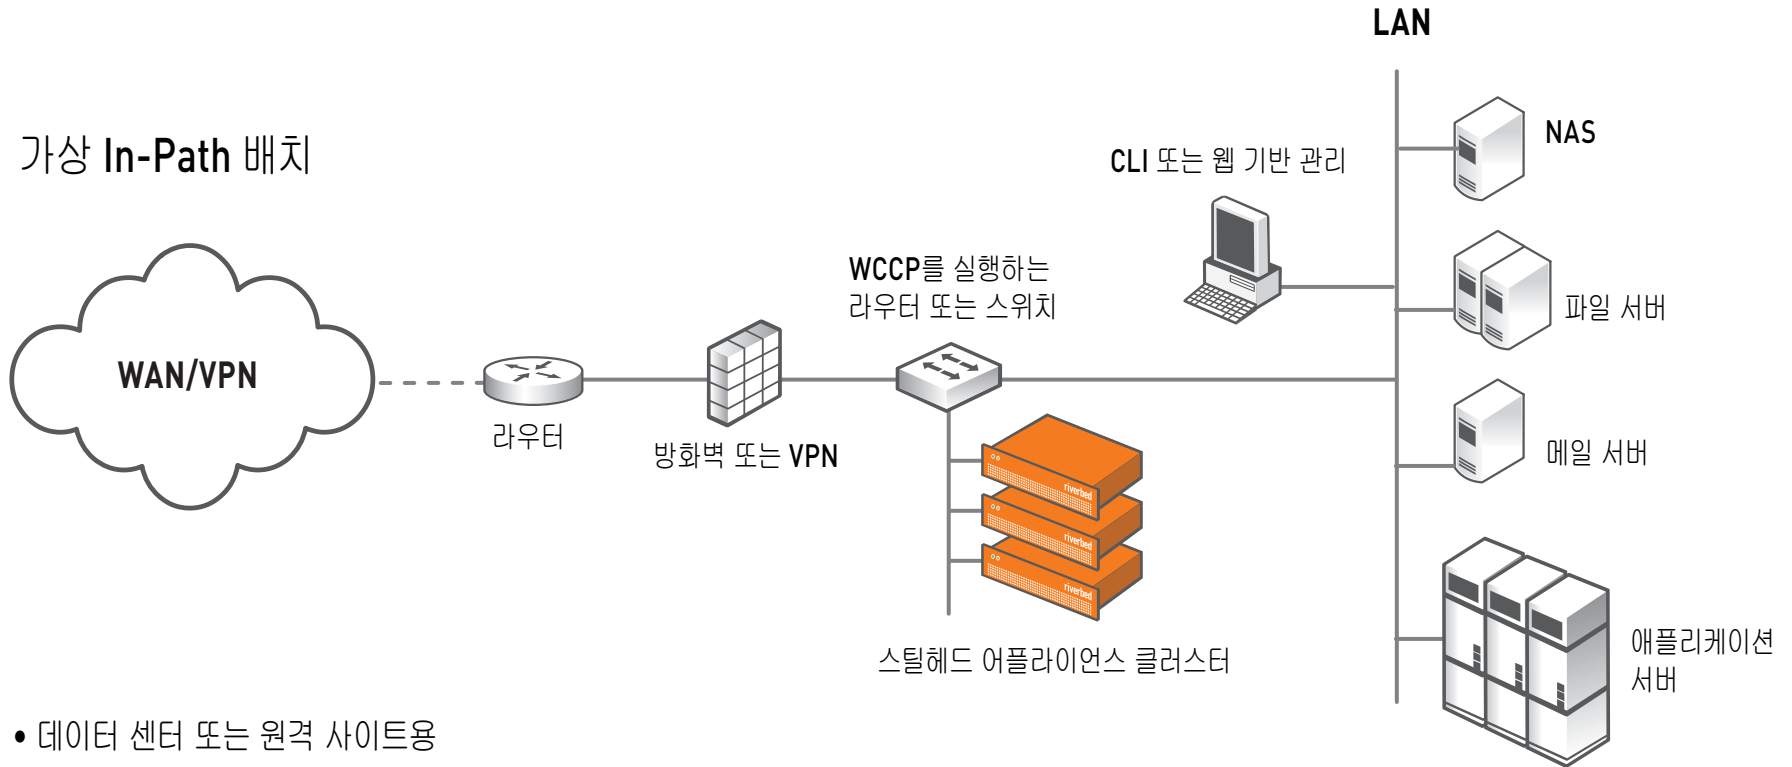 LAN
가상 In-Path 배치
NAS
CLI 또는 웹 기반 관리
WCCP를 실행하는
라우터 또는 스위치
파일 서버
WAN/VPN
라우터
방화벽 또는 VPN
메일 서버
riverbed
riverbed
riverbed
스틸헤드 어플라이언스 클러스터
애플리케이션
서버
• 데이터 센터 또는 원격 사이트용